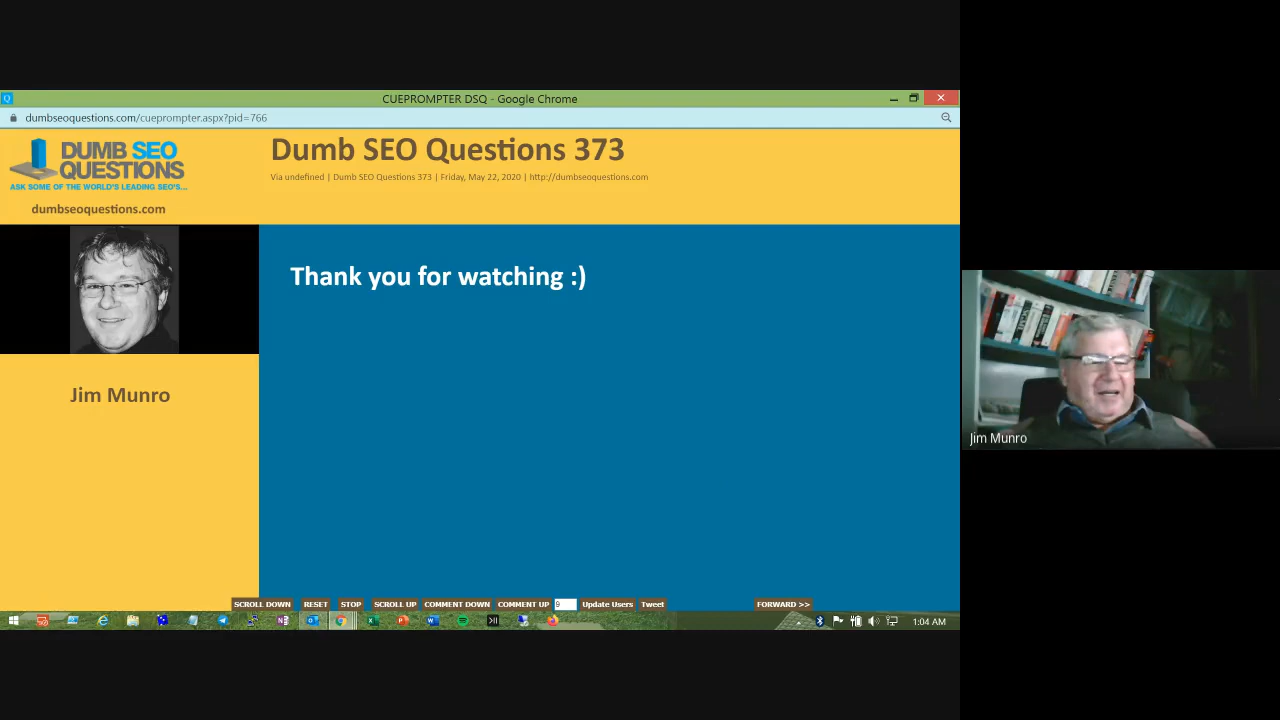 CUEPROMPTER DSQ - Google Chrome
dumbseoquestions.com/cueprompter.aspx?pid=766
DUMB SEO
QUESTIONS
ASK SOME OF THE WORLD'S LEADING SEO'S...
dumbseoquestions.com
Dumb SEO Questions 373
Via undefined | Dumb SEO Questions 373 | Friday, May 22, 2020 | http://dumbseoquestions.com
Thank you for watching :)
Jim Munro
Jim Munro
SCROLL DOWN RESET STOP SCROLL UP COMMENT DOWN COMMENT UP 9 Update Users Tweet FORWARD >>
1:04 AM